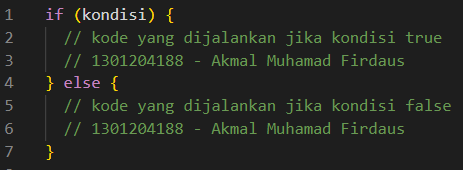 1 if (kondisi) {
2 // kode yang dijalankan jika kondisi true
3 // 1301204188 - Akmal Muhamad Firdaus
4 } else {
5 // kode yang dijalankan jika kondisi false
6 // 1301204188 - Akmal Muhamad Firdaus
7 }